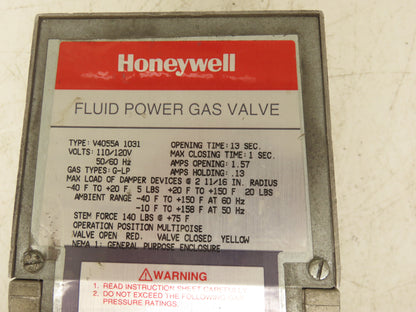 Honeywell
FLUID POWER GAS VALVE
TYPE: V4055A 1031 OPENING TIME: 13 SEC.
VOLTS: 110/120V MAX CLOSING TIME: 1 SEC.
50/60 Hz AMPS OPENING: 1.57
GAS TYPES: G-LP AMPS HOLDING: .13
MAX LOAD OF DAMPER DEVICES @ 2 11/16 IN. RADIUS
-40 F TO +20 F 5 LBS +20 F TO +150 F 20 LBS
AMBIENT RANGE -40 F TO +150 F AT 60 Hz
-10 F TO +158 F AT 50 Hz
STEM FORCE 140 LBS @ +75 F
OPERATION POSITION MULTIPOISE
VALVE OPEN RED. VALVE CLOSED YELLOW
NEMA 1: GENERAL PURPOSE ENCLOSURE
⚠WARNING
1. READ INSTRUCTION SHEET CAREFULLY.
2. DO NOT EXCEED THE FOLLOWING GAS
PRESSURE RATINGS.